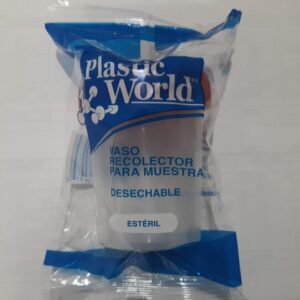 Plastic
World
VASO
RECOLECTOR
PARA MUESTRA
DESECHABLE
ESTÉRIL